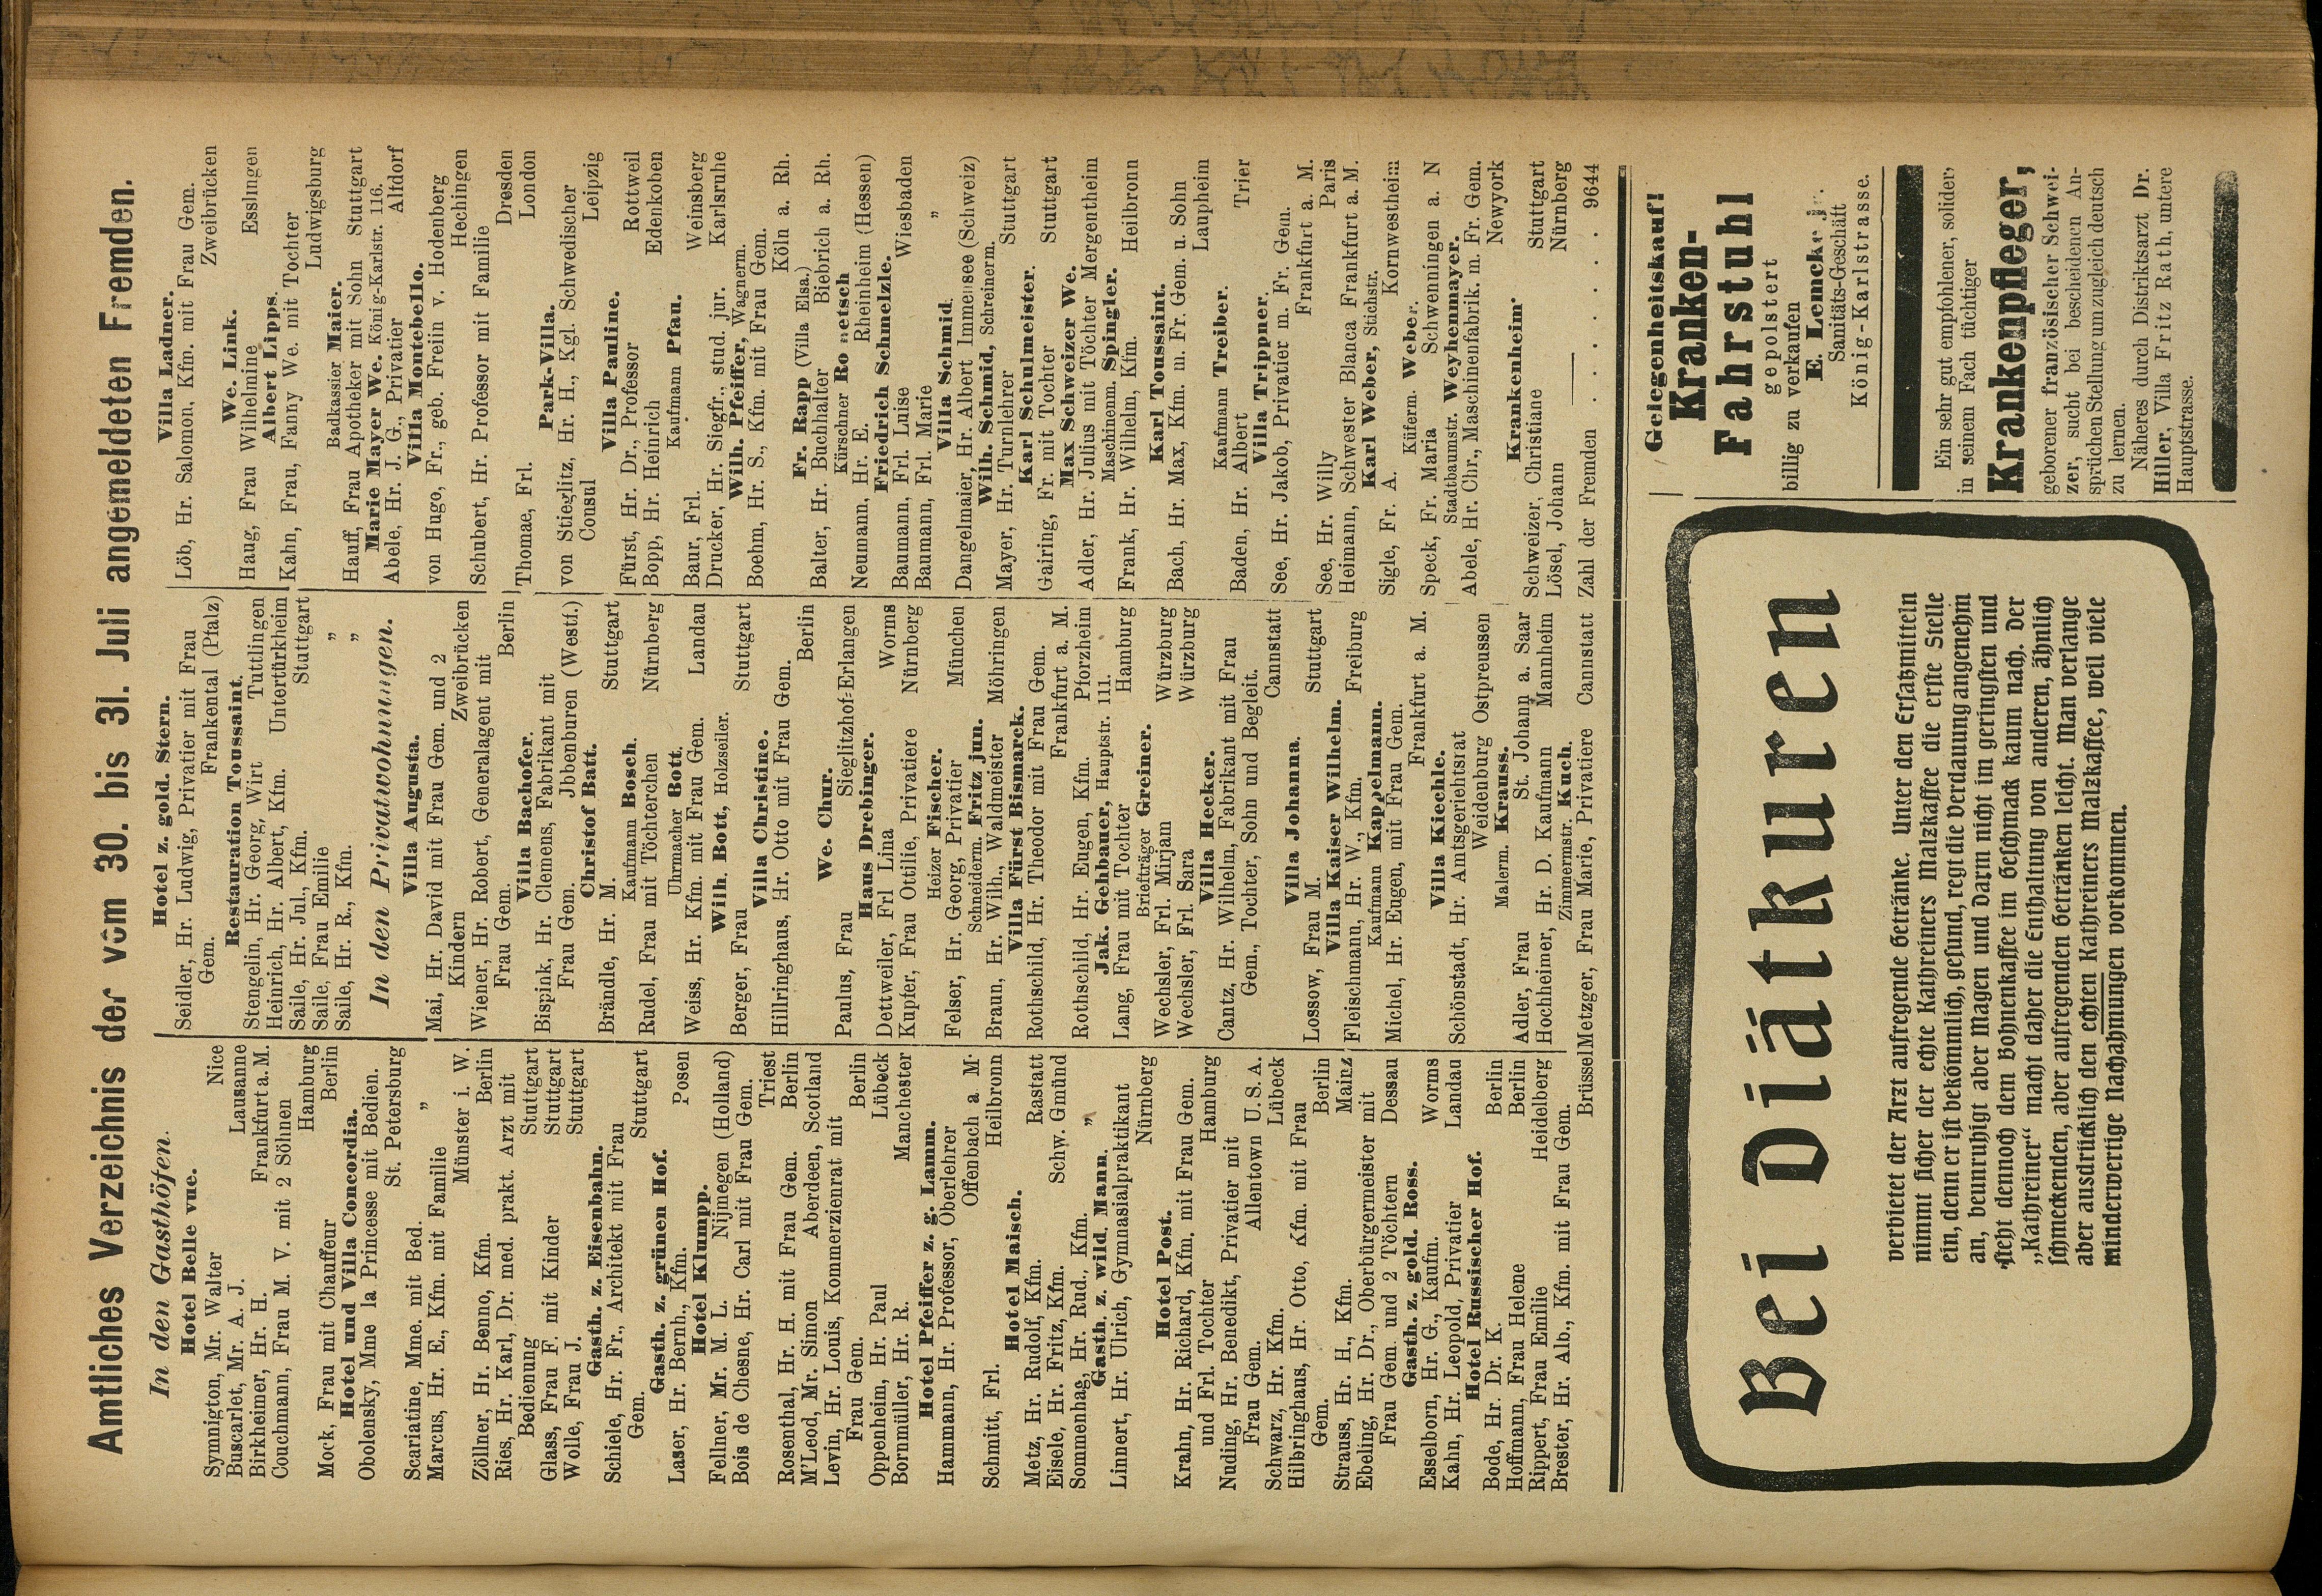 Amtliches Verzeichnis der vom 30. bis 31. Juli angemeldeten Fremden.
In den Gasthöfen.
Hotel Belle vue.
Symnigton, Mr. Walter Nice
Buscarlet, Mr. A. J. Lausanne
Birkheimer, Hr. H. Frankfurt a. M.
Couchmann, Frau M. V. mit 2 Söhnen
Hamburg
Mock, Frau mit Chauffeur Berlin
Hotel und Villa Concordia.
Obolensky, Mme la Princesse mit Bedien.
St. Petersburg
Scariatine, Mme. mit Bed. „
Marcus, Hr. E., Kfm. mit Familie
Münster i. W.
Zöllner, Hr. Benno, Kfm. Berlin
Ries, Hr. Karl, Dr. med. prakt. Arzt mit
Bedienung Stuttgart
Glass, Frau F. mit Kinder Stuttgart
Wolle, Frau J. Stuttgart
Gasth. z. Eisenbahn.
Schiele, Hr. Fr., Architekt mit Frau
Gem. Stuttgart
Gasth. z. grünen Hof.
Laser, Hr. Bernh., Kfm. Posen
Hotel Klumpp.
Fellner, Mr. M. L. Nijmegen (Holland)
Bois de Chesne, Hr. Carl mit Frau Gem.
Triest
Rosenthal, Hr. H. mit Frau Gem. Berlin
M'Leod, Mr. Simon Aberdeen, Scotland
Levin, Hr. Louis, Kommerzienrat mit
Frau Gem. Berlin
Oppenheim, Hr. Paul Lübeck
Bornmüller, Hr. R. Manchester
Hotel Pfeiffer z. g. Lamm.
Hammann, Hr. Professor, Oberlehrer
Offenbach a. M.
Schmitt, Frl. Heilbronn
Hotel Maisch.
Metz, Hr. Rudolf, Kfm. Rastatt
Eisele, Hr. Fritz, Kfm. Schw. Gmünd
Sommenhag, Hr. Rud., Kfm. „
Gasth. z. wild. Mann.
Linnert, Hr. Ulrich, Gymnasialpraktikant
Nürnberg
Hotel Post.
Krahn, Hr. Richard, Kfm, mit Frau Gem.
und Frl. Tochter Hamburg
Nuding, Hr. Benedikt, Privatier mit
Frau Gem. Allentown U. S. A.
Schwarz, Hr. Kfm. Lübeck
Hilbringhaus, Hr. Otto, Kfm. mit Frau
Gem. Berlin
Strauss, Hr. H., Kfm. Mainz
Ebeling, Hr. Dr., Oberbürgermeister mit
Frau Gem. und 2 Töchtern Dessau
Gasth. z. gold. Ross.
Esselborn, Hr. G., Kaufm. Worms
Kahn, Hr. Leopold, Privatier Landau
Hotel Russischer Hof.
Bode, Hr. Dr. K. Berlin
Hoffmann, Frau Helene Berlin
Rippert, Frau Emilie Heidelberg
Brester, Hr. Alb., Kfm. mit Frau Gem.
Brüssel
Hotel z. gold. Stern.
Seidler, Hr. Ludwig, Privatier mit Frau
Gem. Frankental (Pfalz)
Restauration Toussaint.
Stengelin, Hr. Georg, Wirt Tuttlingen
Heinrich, Hr. Albert, Kfm. Untertürkheim
Saile, Hr. Jul., Kfm. Stuttgart
Saile, Frau Emilie „
Saile, Hr. R., Kfm. „
In den Privatwohnungen.
Villa Augusta.
Mai, Hr. David mit Frau Gem. und 2
Kindern Zweibrücken
Wiener, Hr. Robert, Generalagent mit
Frau Gem. Berlin
Villa Bachofer.
Bispink, Hr. Clemens, Fabrikant mit
Frau Gem. Jbbenburen (Westf.)
Christof Batt.
Brändle, Hr. M. Stuttgart
Kaufmann Bosch.
Rudel, Frau mit Töchterchen Nürnberg
Uhrmacher Bott.
Weiss, Hr. Kfm. mit Frau Gem. Landau
Wilh. Bott, Holzseiler.
Berger, Frau Stuttgart
Villa Christine.
Hillringhaus, Hr. Otto mit Frau Gem.
Berlin
We. Chur.
Paulus, Frau Sieglitzhof-Erlangen
Haus Drebinger.
Dettweiler, Frl Lina Worms
Kupfer, Frau Ottilie, Privatiere Nürnberg
Heizer Fischer.
Felser, Hr. Georg, Privatier München
Schneiderm. Fritz jun.
Braun, Hr. Wilh., Waldmeister Möhringen
Villa Fürst Bismarck.
Rothschild, Hr. Theodor mit Frau Gem.
Frankfurt a. M.
Rothschild, Hr. Eugen, Kfm. Pforzheim
Jak. Gehbauer, Hauptstr. 111.
Lang, Frau mit Tochter Hamburg
Briefträger Greiner.
Wechsler, Frl. Mirjam Würzburg
Wechsler, Frl. Sara Würzburg
Villa Hecker.
Cantz, Hr. Wilhelm, Fabrikant mit Frau
Gem., Tochter, Sohn und Begleit.
Cannstatt
Villa Johanna.
Lossow, Frau M. Stuttgart
Villa Kaiser Wilhelm.
Fleischmann, Hr. W., Kfm. Freiburg
Kaufmann Kappelmann.
Michel, Hr. Eugen, mit Frau Gem.
Frankfurt a. M.
Villa Kiechle.
Schönstadt, Hr. Amtsgerichtsrat
Weidenburg Ostpreussen
Malerm. Krauss.
Adler, Frau St. Johann a. Saar
Hochheimer, Hr. D. Kaufmann Mannheim
Zimmermstr. Kuch.
Metzger, Frau Marie, Privatiere Cannstatt
Villa Ladner.
Löb, Hr. Salomon, Kfm. mit Frau Gem.
Zweibrücken
We. Link.
Haug, Frau Wilhelmine Esslingen
Albert Lipps.
Kahn, Frau, Fanny We. mit Tochter
Ludwigsburg
Badkassier Maier.
Hauff, Frau Apotheker mit Sohn Stuttgart
Marie Mayer We. König-Karlstr. 116.
Abele, Hr. J. G., Privatier Alfdorf
Villa Montebello.
von Hugo, Fr., geb. Freiin v. Hodenberg
Hechingen
Schubert, Hr. Professor mit Familie
Dresden
Thomae, Frl. London
Park-Villa.
von Stieglitz, Hr. H., Kgl. Schwedischer
Cousul Leipzig
Villa Pauline.
Fürst, Hr. Dr., Professor Rottweil
Bopp, Hr. Heinrich Edenkoben
Kaufmann Pfau.
Baur, Frl. Weinsberg
Drucker, Hr. Siegfr., stud. jur. Karlsruhe
Wilh. Pfeiffer, Wagnerm.
Boehm, Hr. S., Kfm. mit Frau Gem.
Köln a. Rh.
Fr. Rapp (Villa Elsa.)
Balter, Hr. Buchhalter Biebrich a. Rh.
Kürschner
Neumann, Hr. E. Rheinheim (Hessen)
Friedrich Schmelzle.
Baumann, Frl. Luise Wiesbaden
Baumann, Frl. Marie „
Villa Schmid.
Dangelmaier, Hr. Albert Immensee (Schweiz)
Wilh. Schmid, Schreinerm.
Mayer, Hr. Turnlehrer Stuttgart
Karl Schulmeister.
Gairing, Fr. mit Tochter Stuttgart
Max Schweizer We.
Adler, Hr. Julius mit Töchter Mergentheim
Maschinenm. Spingler.
Frank, Hr. Wilhelm, Kfm. Heilbronn
Karl Toussaint.
Bach, Hr. Max, Kfm. m. Fr. Gem. u. Sohn
Laupheim
Kaufmann Treiber.
Baden, Hr. Albert Trier
Villa Trippner.
See, Hr. Jakob, Privatier m. Fr. Gem.
Frankfurt a. M.
See, Hr. Willy Paris
Heimann, Schwester Bianca Frankfurt a. M.
Karl Weber, Stichstr.
Sigle, Fr. A. Kornwestheim
Küferm. Weber.
Speck, Fr. Maria Schwenningen a. N
Stadtbaumstr. Weyhenmayer.
Abele, Hr. Chr., Maschinenfabrik. m. Fr. Gem.
Newyork
Krankenheim
Schweizer, Christiane Stuttgart
Lösel, Johann Nürnberg
Zahl der Fremden . . . . . . 9644
Bei Diätkuren
verbietet der Arzt aufregende Getränke. Unter den Ersatzmitteln
nimmt sicher der echte Kathreiners Malzkaffee die erste Stelle
ein, denn er ist bekömmlich, gesund, regt die Verdauung angenehm
an, beunruhigt aber Magen und Darm nicht im geringsten und
steht dennoch dem Bohnenkaffee im Geschmack kaum nach. Der
„Kathreiner“ macht daher die Enthaltung von anderen, ähnlich
schmeckenden, aber aufregenden Getränken leicht. Man verlange
aber ausdrücklich den echten Kathreiners Malzkaffee, weil viele
minderwertige Nachahmungen vorkommen.
Gelegenheitskauf!
Kranken-
Fahrstuhl
gepolstert
billig zu verkaufen
E. Lemcke
Sanitäts-Geschäft
König-Karlstrasse.
Ein sehr gut empfohlener, solider,
in seinem Fach tüchtiger
Krankenpfleger,
geborener französischer Schwei-
zer, sucht bei bescheidenen An-
sprüchen Stellung um zugleich deutsch
zu lernen.
Näheres durch Distriktsarzt Dr.
Hiller, Villa Fritz Rath, untere
Hauptstrasse.